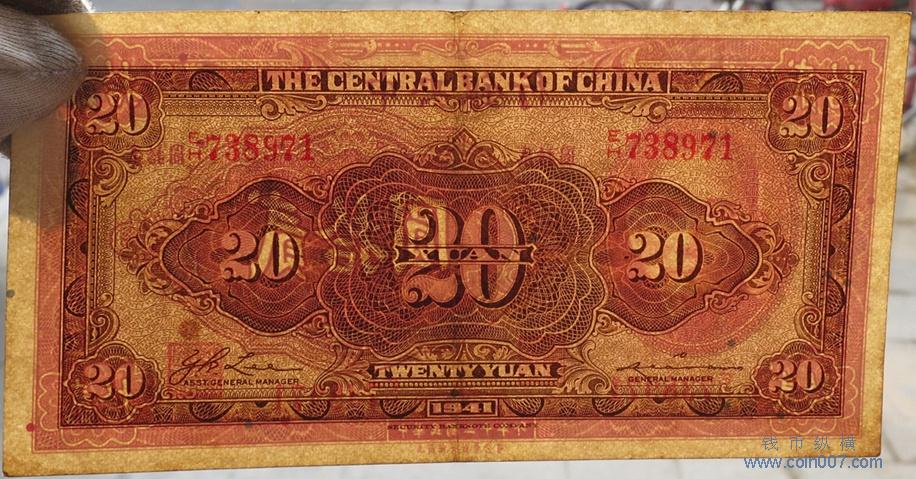 THE CENTRAL BANK OF CHINA
20 20
738971 738971
20 20 20
YUAN
ASST. GENERAL MANAGER GENERAL MANAGER
20 TWENTY YUAN 20
1941
SECURITY BANKNOTE COMPANY
钱币纵横
www.coin007.com